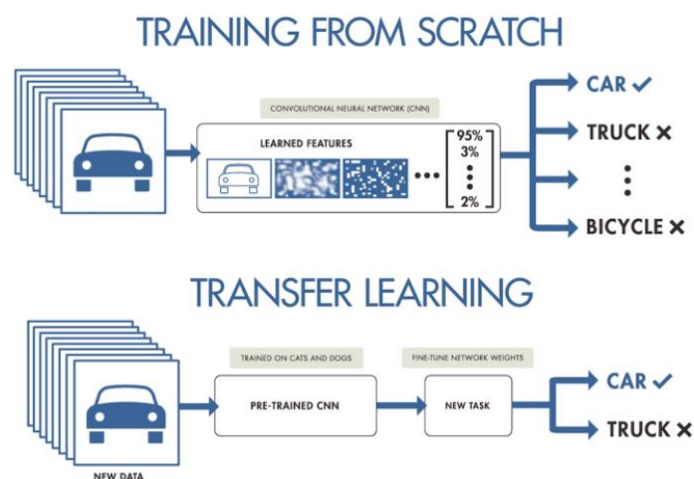 TRAINING FROM SCRATCH
CONVOLUTIONAL NEURAL NETWORK (CNN)
LEARNED FEATURES
95%
3%
2%
CAR ✓
TRUCK ✕
BICYCLE ✕
TRANSFER LEARNING
TRAINED ON CATS AND DOGS
FINE-TUNE NETWORK WEIGHTS
PRE-TRAINED CNN
NEW TASK
CAR ✓
TRUCK ✕
NEW DATA